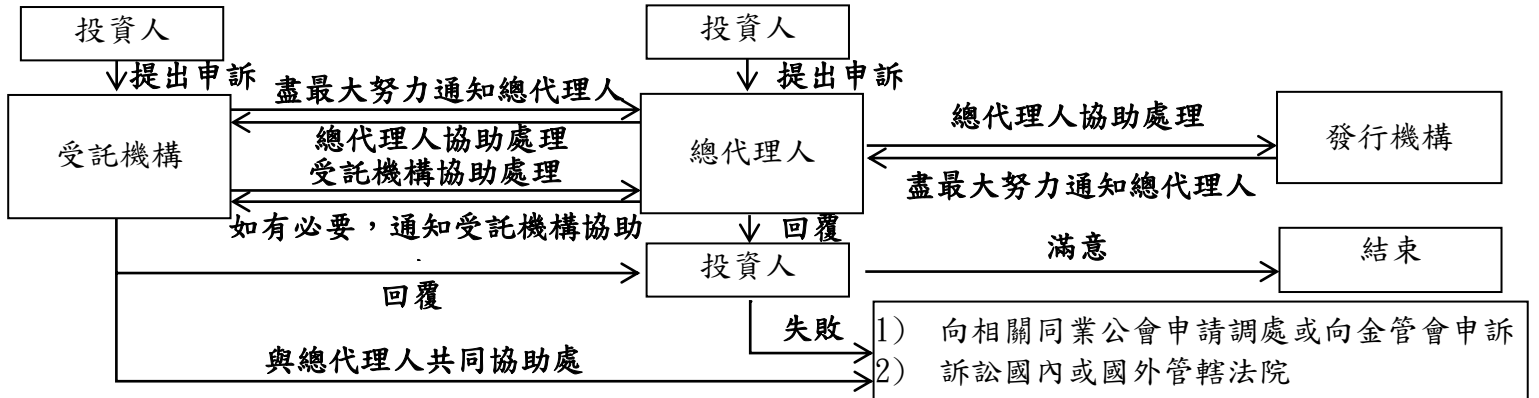 投資人
投資人
提出申訴
提出申訴
盡最大努力通知總代理人
總代理人協助處理
總代理人協助處理
受託機構
總代理人
發行機構
受託機構協助處理
盡最大努力通知總代理人
如有必要，通知受託機構協助
回覆
滿意
結束
投資人
回覆
失敗
1) 向相關同業公會申請調處或向金管會申訴
與總代理人共同協助處
2) 訴訟國內或國外管轄法院